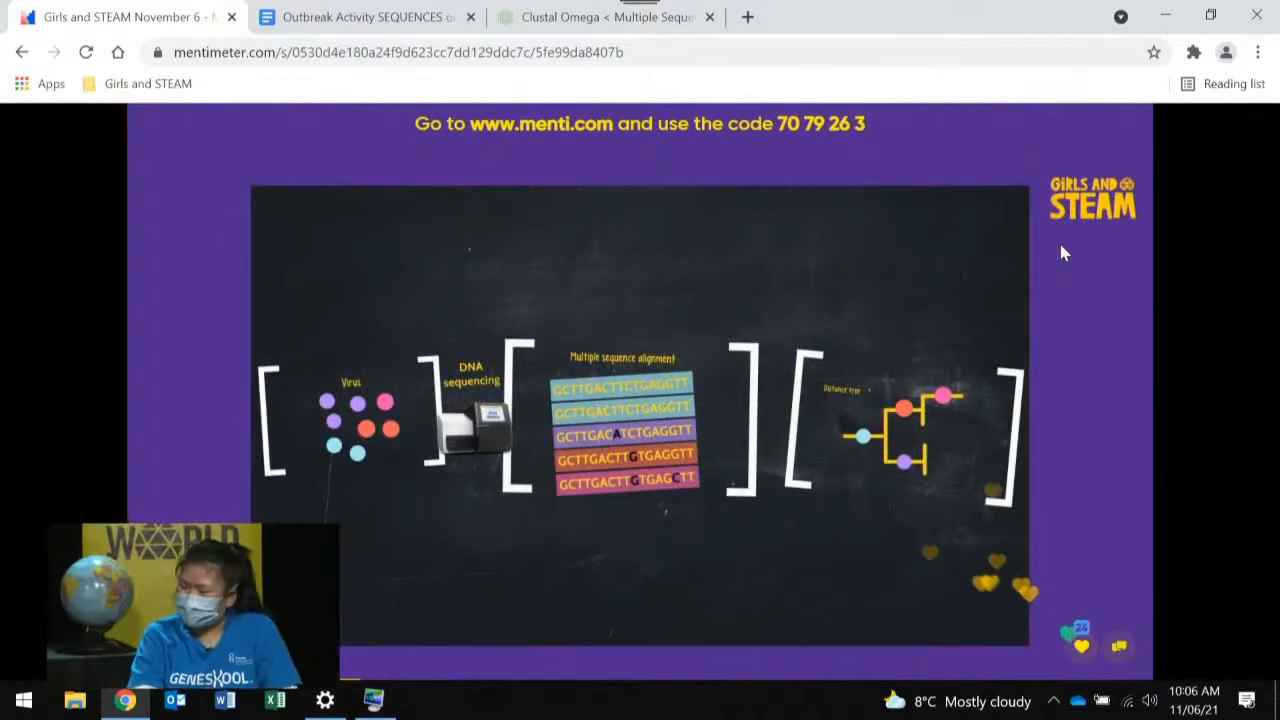 Girls and STEAM November 6 - M
Outbreak Activity SEQUENCES o
Clustal Omega < Multiple Seque
mentimeter.com/s/0530d4e180a24f9d623cc7dd129ddc7c/5fe99da8407b
Apps
Girls and STEAM
Reading list
Go to www.menti.com and use the code 70 79 26 3
GIRLS AND
STEAM
Virus
DNA
sequencing
Multiple sequence alignment
GCTTGACTTCTGAGGTT
GCTTGACTTCTGAGGTT
GCTTGACATCTGAGGTT
GCTTGACTTGTGAGGTT
GCTTGACTTGTGAGCTT
Distance tree
WORLD
GENESKOOL
24
8°C Mostly cloudy
10:06 AM
11/06/21